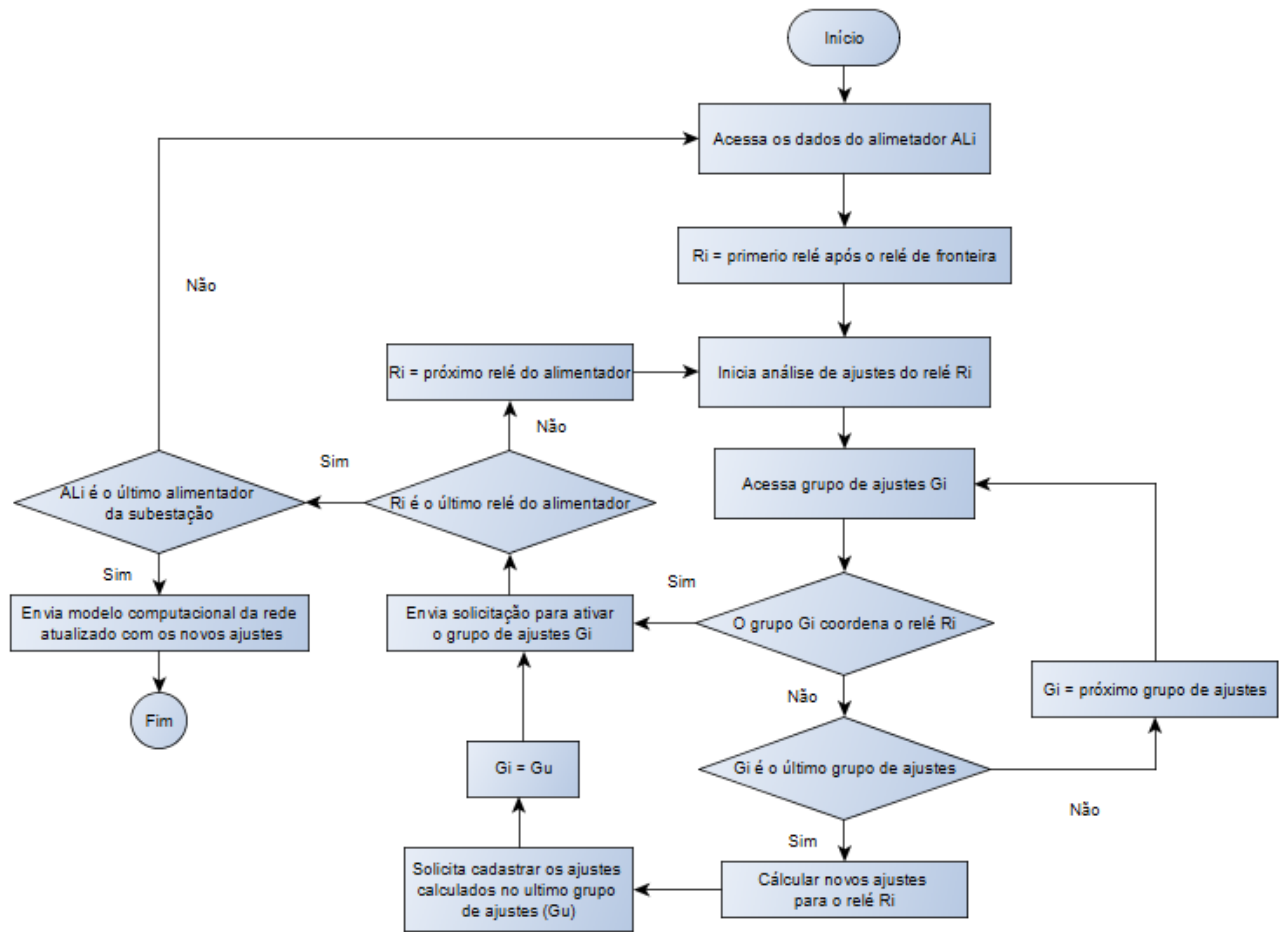 Início
Acessa os dados do alimetador ALi
Ri = primerio relé após o relé de fronteira
Não
Ri = próximo relé do alimentador
Inicia análise de ajustes do relé Ri
Não
Sim
Acessa grupo de ajustes Gi
ALi é o último alimentador
da subestação
Ri é o último relé do alimentador
Sim
Sim
Envia modelo computacional da rede
atualizado com os novos ajustes
Envia solicitação para ativar
o grupo de ajustes Gi
O grupo Gi coordena o relé Ri
Não
Gi = próximo grupo de ajustes
Fim
Gi = Gu
Gi é o último grupo de ajustes
Não
Sim
Solicita cadastrar os ajustes
calculados no ultimo grupo
de ajustes (Gu)
Cálcular novos ajustes
para o relé Ri